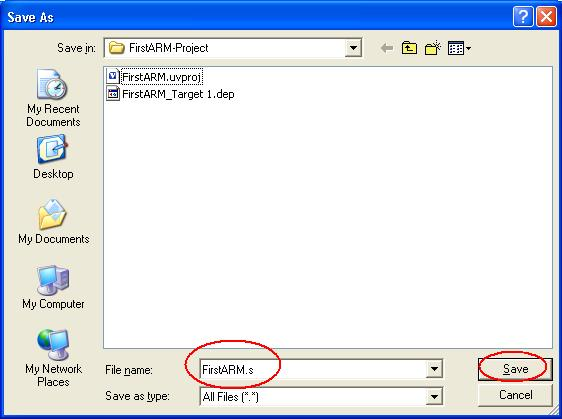 Save As
Save in: FirstARM-Project
FirstARM.uvproj
FirstARM_Target 1.dep
My Recent
Documents
Desktop
My Documents
My Computer
My Network
Places
File name: FirstARM.s Save
Save as type: All Files (*.*) Cancel